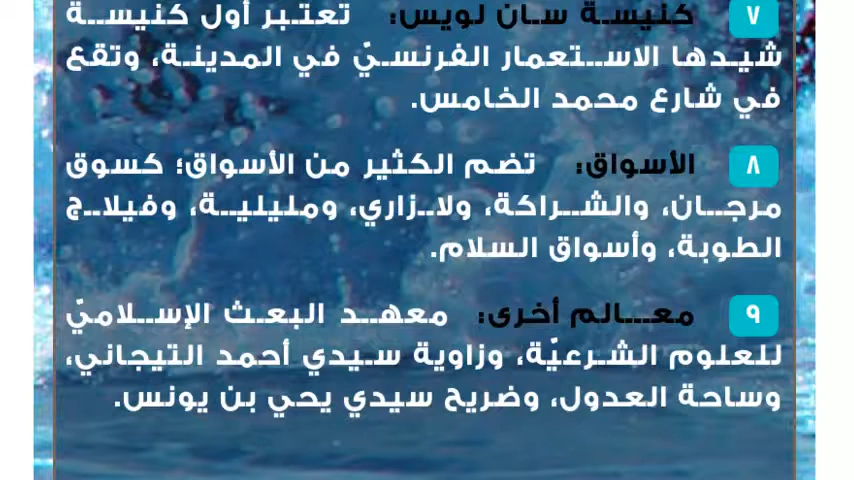 ٧ كنيسة سان لويس: تعتبر أول كنيسة
شيدها الاستعمار الفرنسيّ في المدينة، وتقع
في شارع محمد الخامس.
٨ الأسواق: تضم الكثير من الأسواق؛ كسوق
مرجان، والشراكة، ولازاري، ومليلية، وفيلاج
الطوبة، وأسواق السلام.
٩ معالم أخرى: معهد البعث الإسلاميّ
للعلوم الشرعيّة، وزاوية سيدي أحمد التيجاني،
وساحة العدول، وضريح سيدي يحي بن يونس.